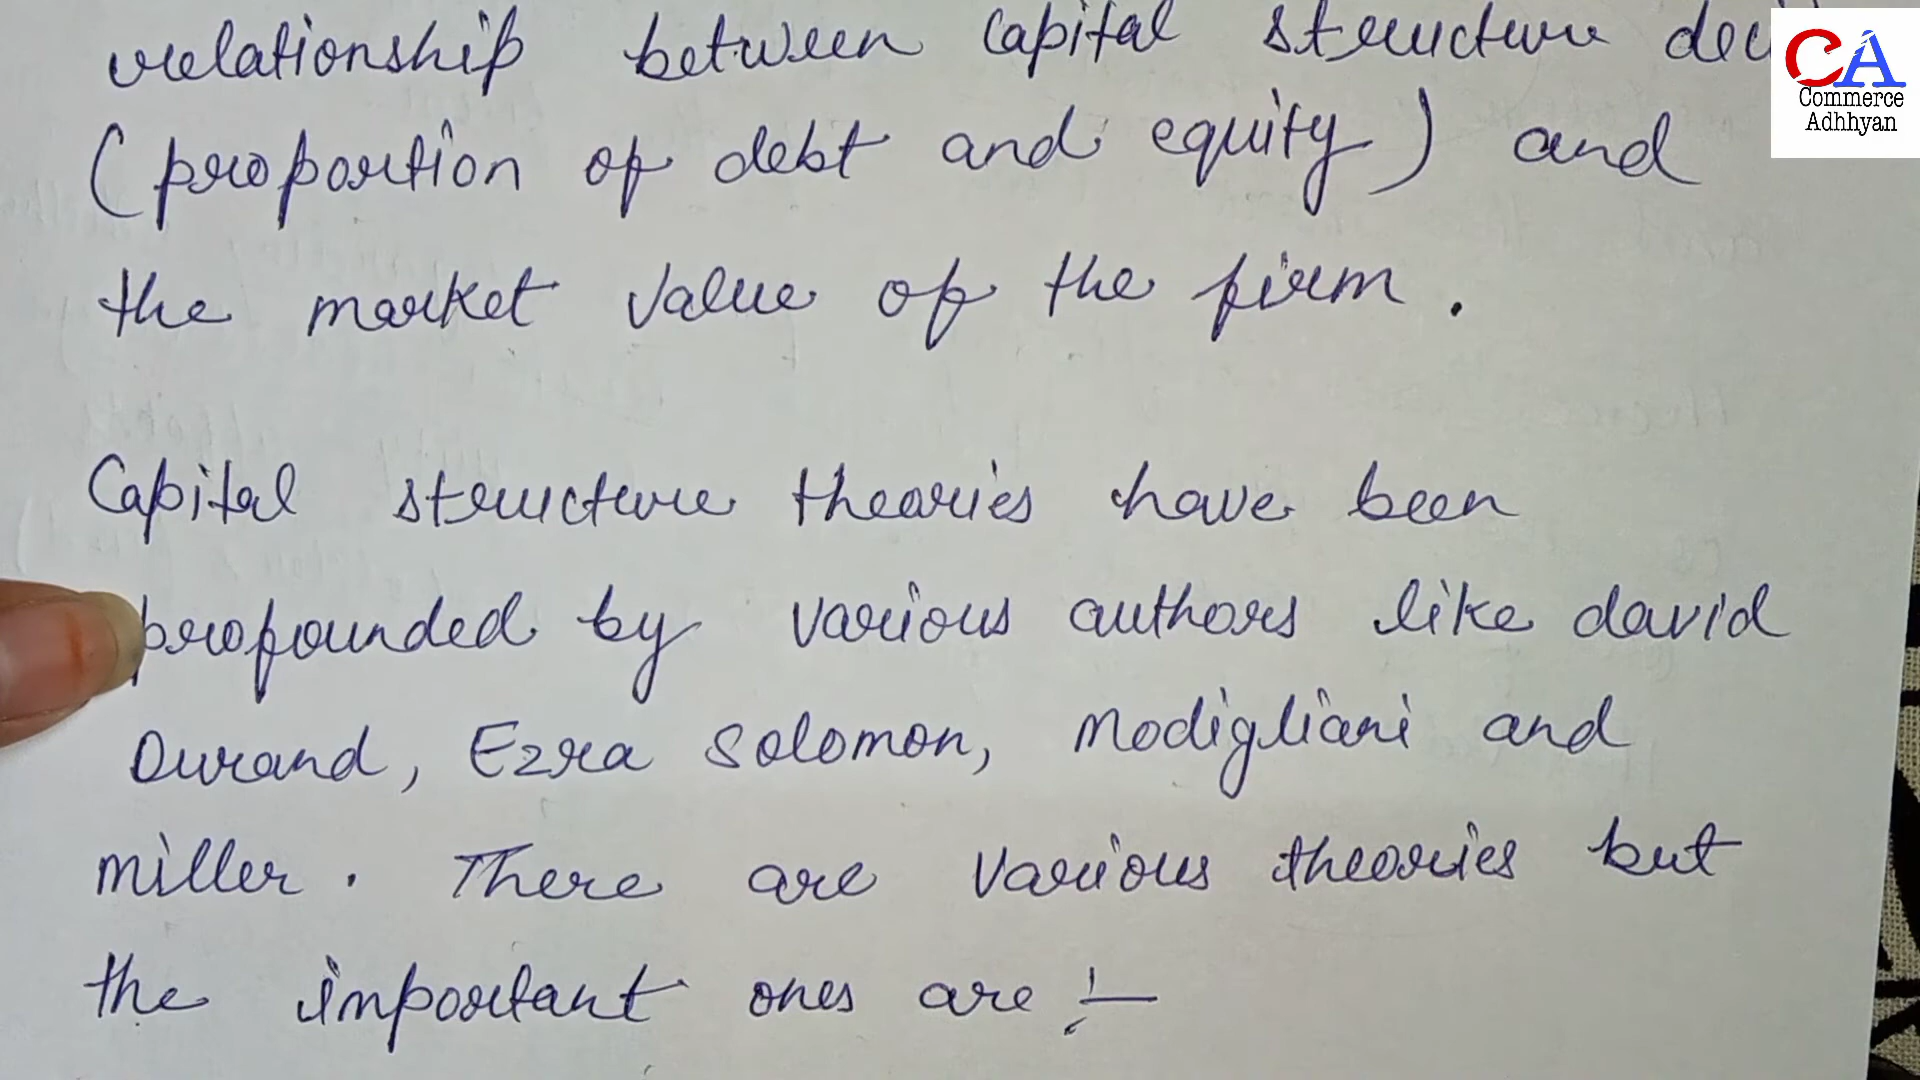 relationship between Capital structure
(proportion of debt and equity) and
the market value of the firm.
Capital structure theories have been
profounded by various authors like david
Durand, Ezra Solomon, Modigliani and
miller. There are various theories but
the important ones are :-
CA
Commerce
Adhhyan